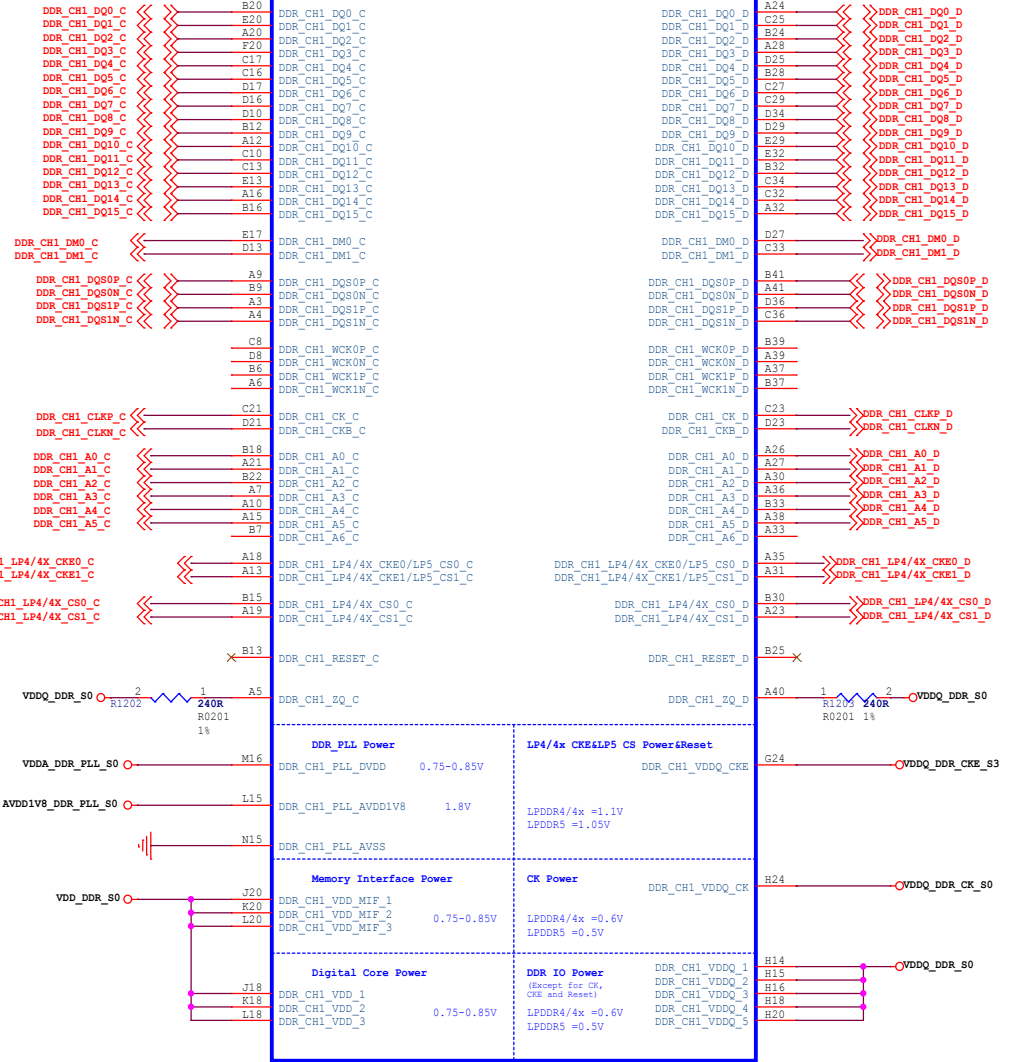 DDR_CH1_DQ0_C B20 DDR_CH1_DQ0_C DDR_CH1_DQ0_D A24 DDR_CH1_DQ0_D
DDR_CH1_DQ1_C E20 DDR_CH1_DQ1_C DDR_CH1_DQ1_D C25 DDR_CH1_DQ1_D
DDR_CH1_DQ2_C A20 DDR_CH1_DQ2_C DDR_CH1_DQ2_D B24 DDR_CH1_DQ2_D
DDR_CH1_DQ3_C F20 DDR_CH1_DQ3_C DDR_CH1_DQ3_D A28 DDR_CH1_DQ3_D
DDR_CH1_DQ4_C C17 DDR_CH1_DQ4_C DDR_CH1_DQ4_D D25 DDR_CH1_DQ4_D
DDR_CH1_DQ5_C C16 DDR_CH1_DQ5_C DDR_CH1_DQ5_D B28 DDR_CH1_DQ5_D
DDR_CH1_DQ6_C D17 DDR_CH1_DQ6_C DDR_CH1_DQ6_D C27 DDR_CH1_DQ6_D
DDR_CH1_DQ7_C D16 DDR_CH1_DQ7_C DDR_CH1_DQ7_D C29 DDR_CH1_DQ7_D
DDR_CH1_DQ8_C D10 DDR_CH1_DQ8_C DDR_CH1_DQ8_D D34 DDR_CH1_DQ8_D
DDR_CH1_DQ9_C B12 DDR_CH1_DQ9_C DDR_CH1_DQ9_D D29 DDR_CH1_DQ9_D
DDR_CH1_DQ10_C A12 DDR_CH1_DQ10_C DDR_CH1_DQ10_D E29 DDR_CH1_DQ10_D
DDR_CH1_DQ11_C C10 DDR_CH1_DQ11_C DDR_CH1_DQ11_D E32 DDR_CH1_DQ11_D
DDR_CH1_DQ12_C C13 DDR_CH1_DQ12_C DDR_CH1_DQ12_D B32 DDR_CH1_DQ12_D
DDR_CH1_DQ13_C E13 DDR_CH1_DQ13_C DDR_CH1_DQ13_D C34 DDR_CH1_DQ13_D
DDR_CH1_DQ14_C A16 DDR_CH1_DQ14_C DDR_CH1_DQ14_D C32 DDR_CH1_DQ14_D
DDR_CH1_DQ15_C B16 DDR_CH1_DQ15_C DDR_CH1_DQ15_D A32 DDR_CH1_DQ15_D
DDR_CH1_DM0_C E17 DDR_CH1_DM0_C DDR_CH1_DM0_D D27 DDR_CH1_DM0_D
DDR_CH1_DM1_C D13 DDR_CH1_DM1_C DDR_CH1_DM1_D C33 DDR_CH1_DM1_D
DDR_CH1_DQS0P_C A9 DDR_CH1_DQS0P_C DDR_CH1_DQS0P_D B41 DDR_CH1_DQS0P_D
DDR_CH1_DQS0N_C B9 DDR_CH1_DQS0N_C DDR_CH1_DQS0N_D A41 DDR_CH1_DQS0N_D
DDR_CH1_DQS1P_C A3 DDR_CH1_DQS1P_C DDR_CH1_DQS1P_D D36 DDR_CH1_DQS1P_D
DDR_CH1_DQS1N_C A4 DDR_CH1_DQS1N_C DDR_CH1_DQS1N_D C36 DDR_CH1_DQS1N_D
C8 DDR_CH1_WCK0P_C DDR_CH1_WCK0P_D B39
D8 DDR_CH1_WCK0N_C DDR_CH1_WCK0N_D A39
B6 DDR_CH1_WCK1P_C DDR_CH1_WCK1P_D A37
A6 DDR_CH1_WCK1N_C DDR_CH1_WCK1N_D B37
DDR_CH1_CLKP_C C21 DDR_CH1_CK_C DDR_CH1_CK_D C23 DDR_CH1_CLKP_D
DDR_CH1_CLKN_C D21 DDR_CH1_CKB_C DDR_CH1_CKB_D D23 DDR_CH1_CLKN_D
DDR_CH1_A0_C B18 DDR_CH1_A0_C DDR_CH1_A0_D A26 DDR_CH1_A0_D
DDR_CH1_A1_C A21 DDR_CH1_A1_C DDR_CH1_A1_D A27 DDR_CH1_A1_D
DDR_CH1_A2_C B22 DDR_CH1_A2_C DDR_CH1_A2_D A30 DDR_CH1_A2_D
DDR_CH1_A3_C A7 DDR_CH1_A3_C DDR_CH1_A3_D A36 DDR_CH1_A3_D
DDR_CH1_A4_C A10 DDR_CH1_A4_C DDR_CH1_A4_D B33 DDR_CH1_A4_D
DDR_CH1_A5_C A15 DDR_CH1_A5_C DDR_CH1_A5_D A38 DDR_CH1_A5_D
B7 DDR_CH1_A6_C DDR_CH1_A6_D A33
1_LP4/4X_CKE0_C A18 DDR_CH1_LP4/4X_CKE0/LP5_CS0_C DDR_CH1_LP4/4X_CKE0/LP5_CS0_D A35 DDR_CH1_LP4/4X_CKE0_D
1_LP4/4X_CKE1_C A13 DDR_CH1_LP4/4X_CKE1/LP5_CS1_C DDR_CH1_LP4/4X_CKE1/LP5_CS1_D A31 DDR_CH1_LP4/4X_CKE1_D
CH1_LP4/4X_CS0_C B15 DDR_CH1_LP4/4X_CS0_C DDR_CH1_LP4/4X_CS0_D B30 DDR_CH1_LP4/4X_CS0_D
CH1_LP4/4X_CS1_C A19 DDR_CH1_LP4/4X_CS1_C DDR_CH1_LP4/4X_CS1_D A23 DDR_CH1_LP4/4X_CS1_D
B13 DDR_CH1_RESET_C DDR_CH1_RESET_D B25
VDDQ_DDR_S0 2 1 A5 DDR_CH1_ZQ_C DDR_CH1_ZQ_D A40 1 2 VDDQ_DDR_S0
R1202 240R R1203 240R
R0201 R0201 1%
1%
DDR_PLL Power LP4/4x CKE&LP5 CS Power&Reset
VDDA_DDR_PLL_S0 M16 DDR_CH1_PLL_DVDD 0.75-0.85V DDR_CH1_VDDQ_CKE G24 VDDQ_DDR_CKE_S3
AVDD1V8_DDR_PLL_S0 L15 DDR_CH1_PLL_AVDD1V8 1.8V LPDDR4/4x =1.1V
LPDDR5 =1.05V
N15 DDR_CH1_PLL_AVSS
Memory Interface Power CK Power
DDR_CH1_VDDQ_CK H24 VDDQ_DDR_CK_S0
VDD_DDR_S0 J20 DDR_CH1_VDD_MIF_1
K20 DDR_CH1_VDD_MIF_2 0.75-0.85V LPDDR4/4x =0.6V
L20 DDR_CH1_VDD_MIF_3 LPDDR5 =0.5V
Digital Core Power DDR IO Power DDR_CH1_VDDQ_1 H14 VDDQ_DDR_S0
(Except for CK, DDR_CH1_VDDQ_2 H15
J18 DDR_CH1_VDD_1 CKE and Reset) DDR_CH1_VDDQ_3 H16
K18 DDR_CH1_VDD_2 0.75-0.85V LPDDR4/4x =0.6V DDR_CH1_VDDQ_4 H18
L18 DDR_CH1_VDD_3 LPDDR5 =0.5V DDR_CH1_VDDQ_5 H20